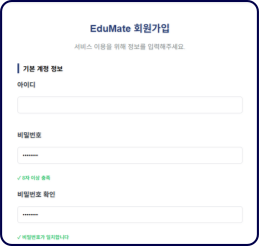 EduMate 회원가입
서비스 이용을 위해 정보를 입력해주세요.
기본 계정 정보
아이디
비밀번호
••••••••
✓ 8자 이상 충족
비밀번호 확인
••••••••
✓ 비밀번호가 일치합니다